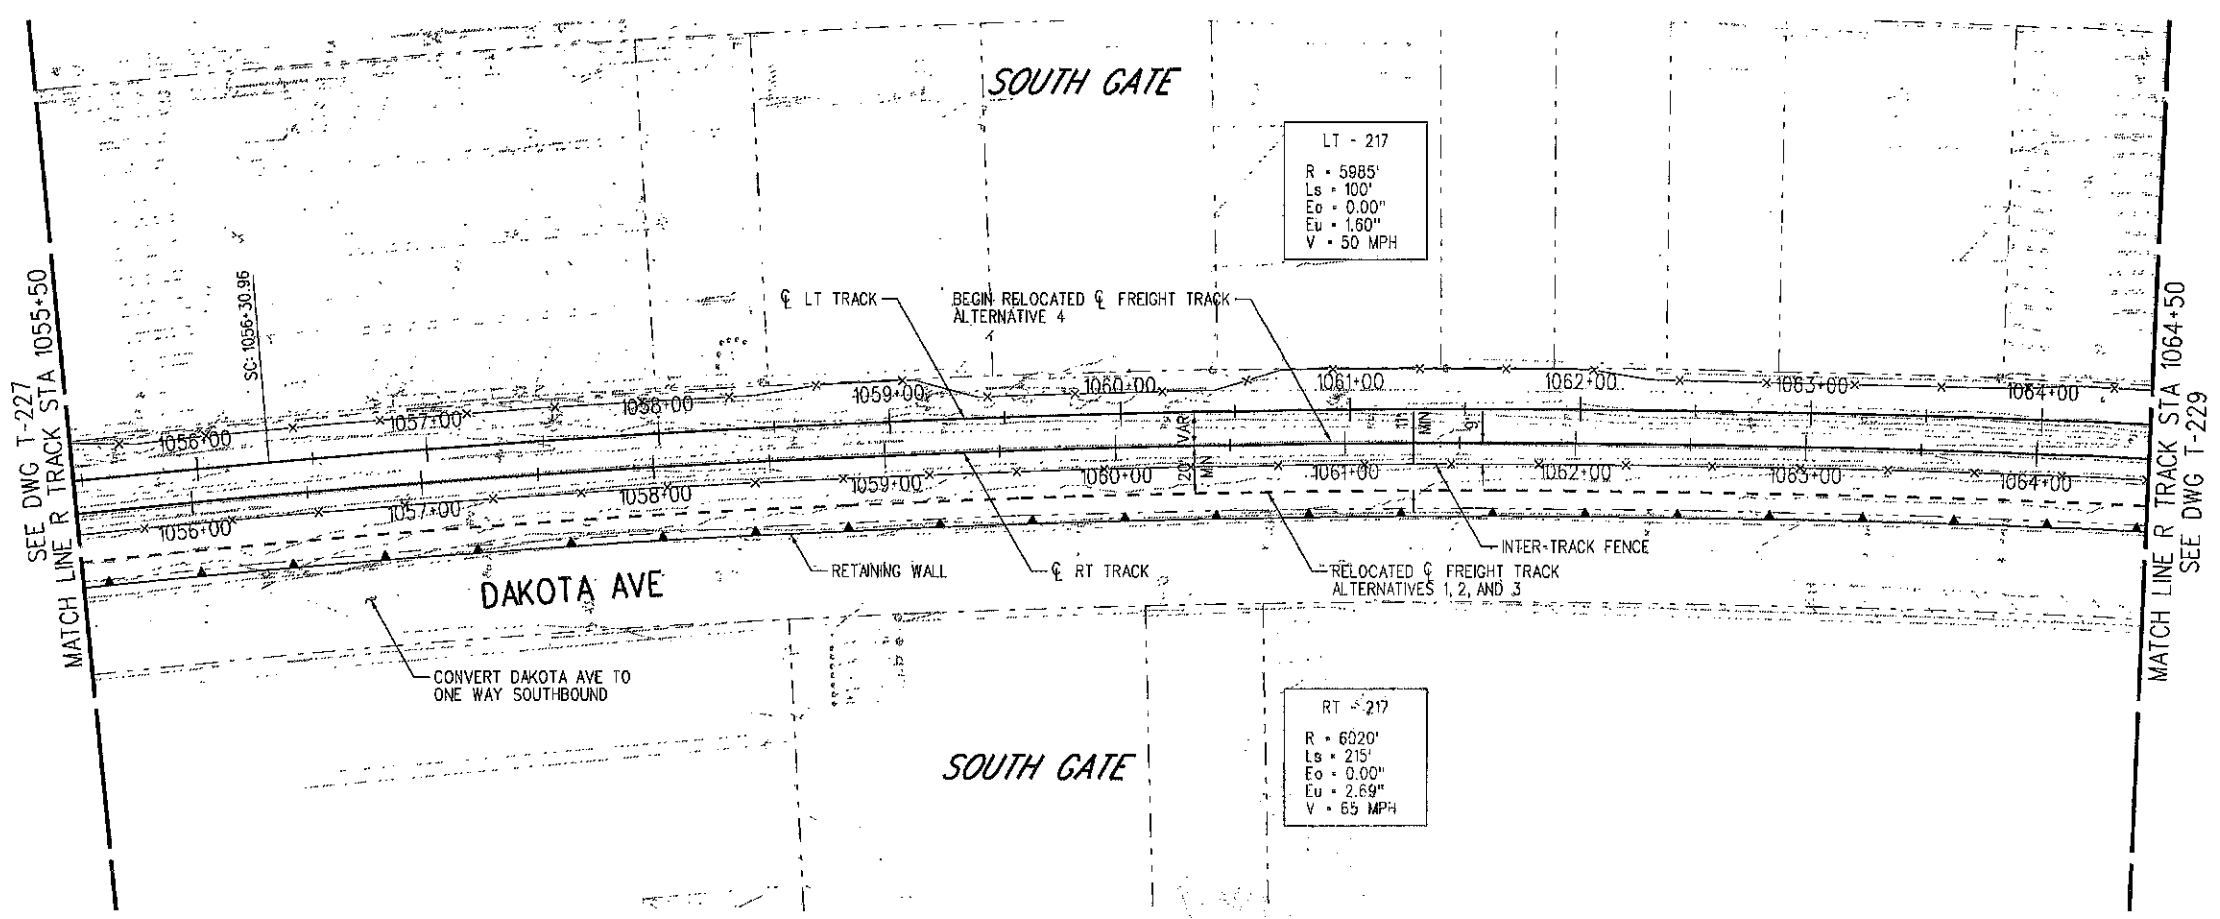 SOUTH GATE
LT - 217
R = 5985'
Ls = 100'
Ea = 0.00"
Eu = 1.60"
V = 50 MPH
SEE DWG T-227
MATCH LINE R TRACK STA 1055+50
SC: 1056+30.96
℄ LT TRACK
BEGIN RELOCATED ℄ FREIGHT TRACK
ALTERNATIVE 4
1056+00
1057+00
1058+00
1059+00
1060+00
1061+00
1062+00
1063+00
1064+00
VAR
20'
MIN
11'
MIN
9'
1056+00
1057+00
1058+00
1059+00
1060+00
1061+00
1062+00
1063+00
1064+00
MATCH LINE R TRACK STA 1064+50
SEE DWG T-229
INTER-TRACK FENCE
RETAINING WALL
℄ RT TRACK
RELOCATED ℄ FREIGHT TRACK
ALTERNATIVES 1, 2, AND 3
DAKOTA AVE
CONVERT DAKOTA AVE TO
ONE WAY SOUTHBOUND
SOUTH GATE
RT - 217
R = 6020'
Ls = 215'
Ea = 0.00"
Eu = 2.69"
V = 65 MPH